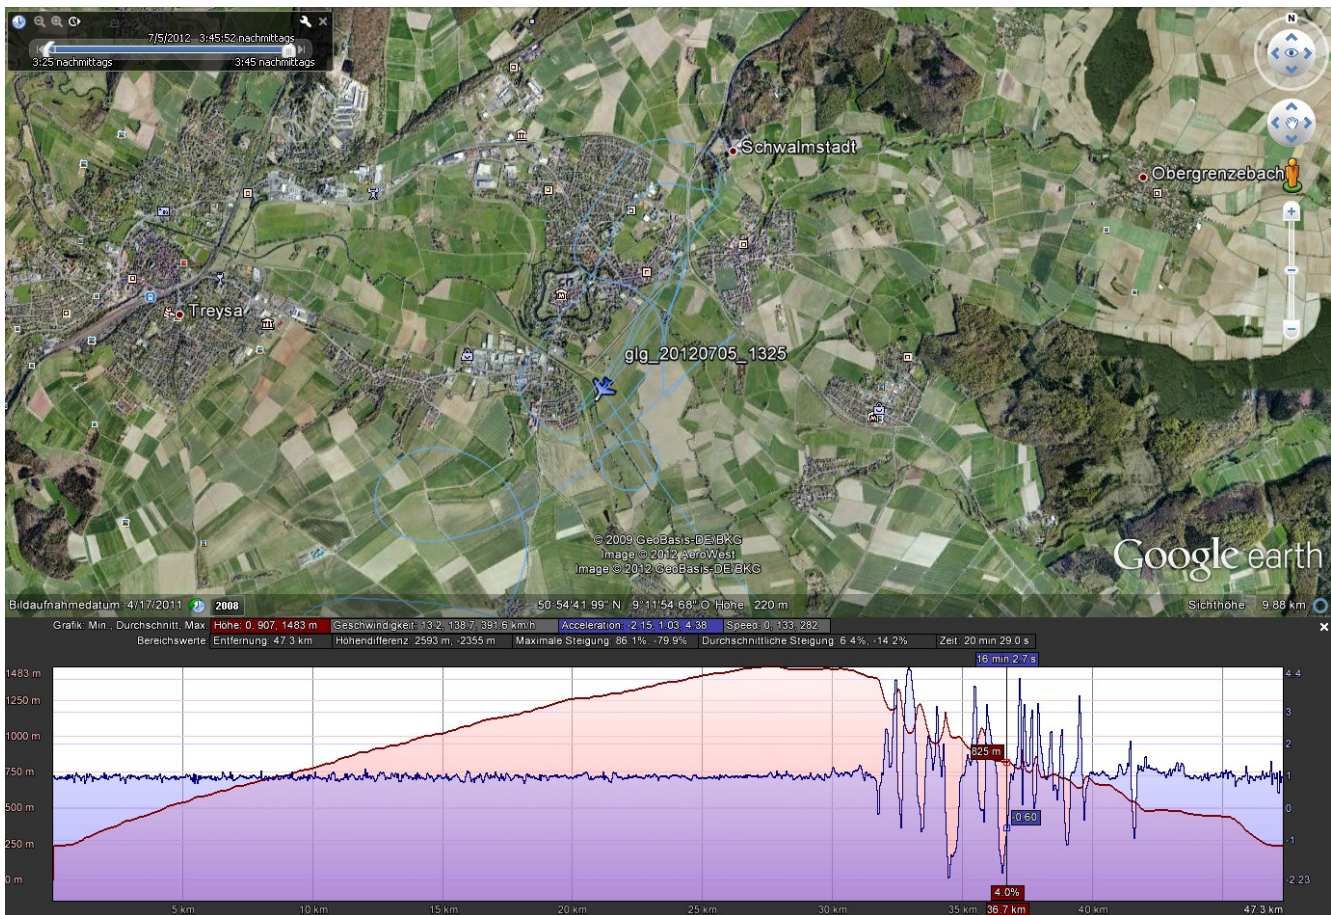 7/5/2012 3:45:52 nachmittags
3:25 nachmittags 3:45 nachmittags
N
Schwalmstadt
Obergrenzebach
Treysa
glg_20120705_1325
© 2009 GeoBasis-DE/BKG
Image © 2012 AeroWest
Image © 2012 GeoBasis-DE/BKG
Google earth
Bildaufnahmedatum: 4/17/2011 2008 50°54'41.99" N 9°11'54.68" O Höhe 220 m Sichthöhe 9.88 km
Grafik: Min., Durchschnitt, Max. Höhe: 0, 907, 1483 m Geschwindigkeit: 13.2, 138.7, 391.6 km/h Acceleration: -2.15, 1.03, 4.38 Speed: 0, 133, 282
Bereichswerte: Entfernung: 47.3 km Höhendifferenz: 2593 m, -2355 m Maximale Steigung: 86.1%, -79.9% Durchschnittliche Steigung: 6.4%, -14.2% Zeit: 20 min 29.0 s
16 min 2.7 s
1483 m 4.4
1250 m 3
1000 m 2
825 m
750 m 1
500 m 0
-0.60
250 m -1
0 m -2.23
4.0%
5 km 10 km 15 km 20 km 25 km 30 km 35 km 36.7 km 40 km 47.3 km